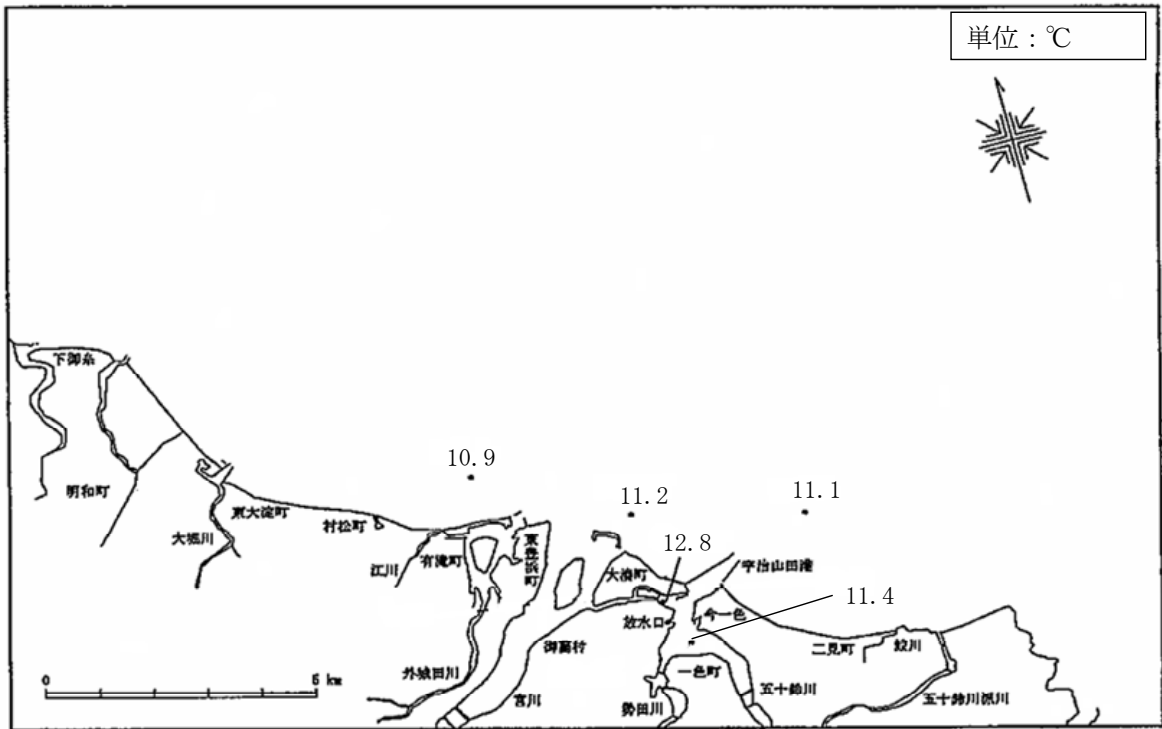 単位：℃
下御糸
10.9
11.2
11.1
明和町
東大淀町
村松町
大堀川
12.8
江川
有滝町
東豊浜町
大湊町
宇治山田港
11.4
放水口
今一色
御薗村
二見町
鮫川
0
6 km
外城田川
宮川
一色町
勢田川
五十鈴川
五十鈴川派川